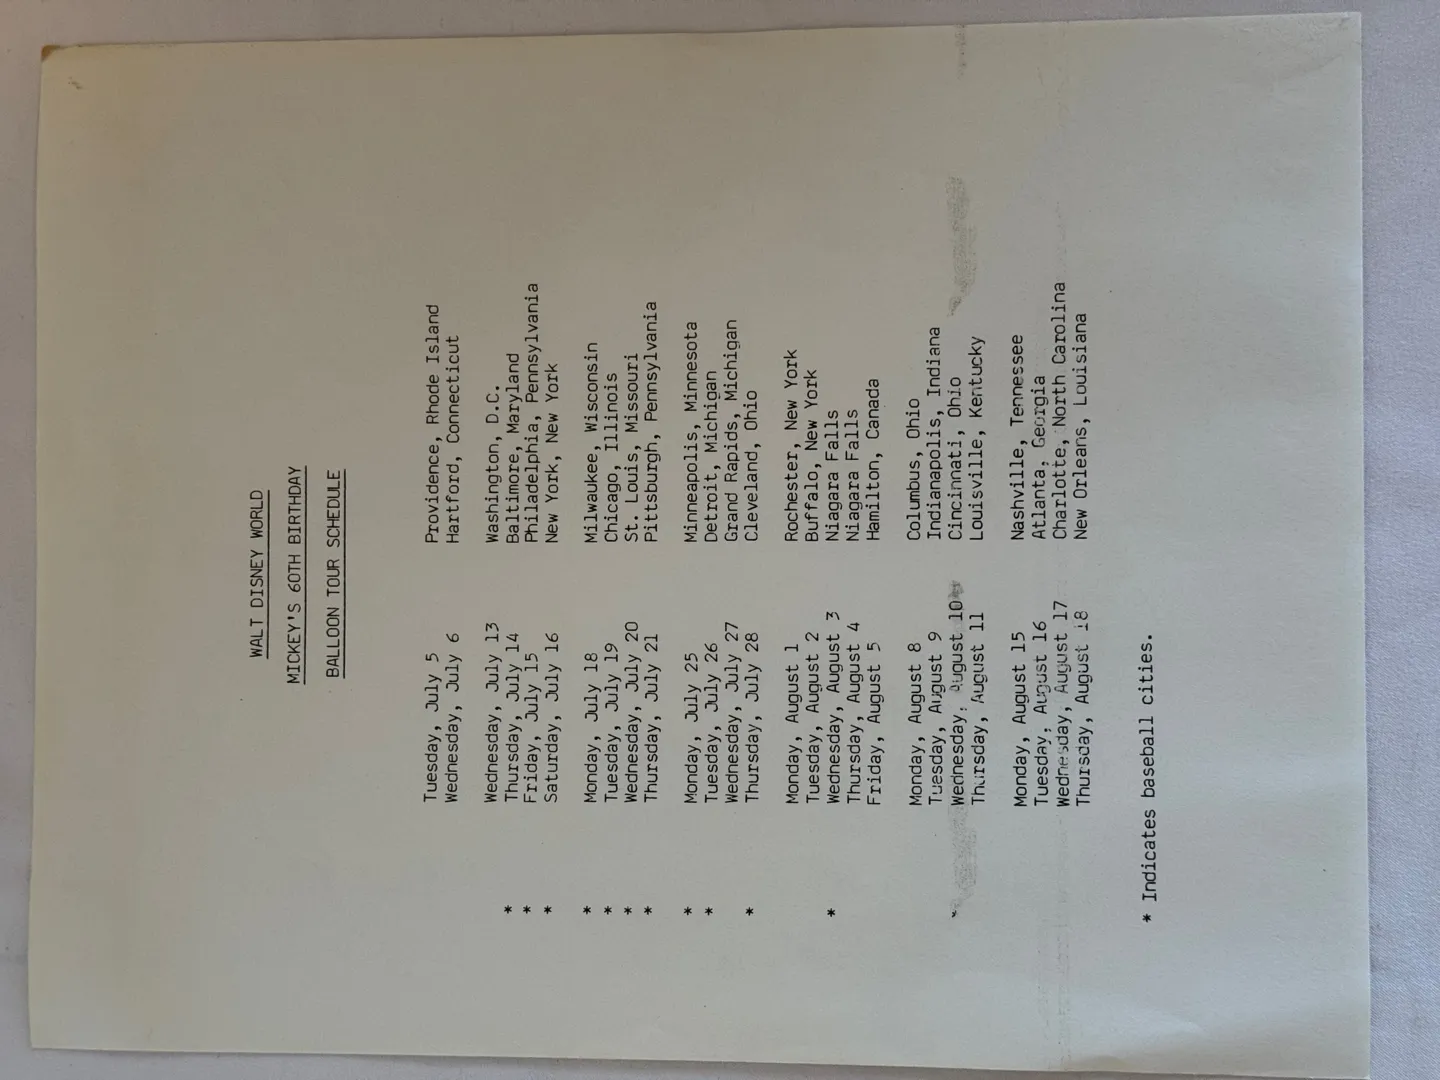 WALT DISNEY WORLD
MICKEY'S 60TH BIRTHDAY
BALLOON TOUR SCHEDULE
Tuesday, July 5 Providence, Rhode Island
Wednesday, July 6 Hartford, Connecticut
Wednesday, July 13 Washington, D.C.
* Thursday, July 14 Baltimore, Maryland
* Friday, July 15 Philadelphia, Pennsylvania
* Saturday, July 16 New York, New York
* Monday, July 18 Milwaukee, Wisconsin
* Tuesday, July 19 Chicago, Illinois
* Wednesday, July 20 St. Louis, Missouri
* Thursday, July 21 Pittsburgh, Pennsylvania
* Monday, July 25 Minneapolis, Minnesota
* Tuesday, July 26 Detroit, Michigan
Wednesday, July 27 Grand Rapids, Michigan
* Thursday, July 28 Cleveland, Ohio
Monday, August 1 Rochester, New York
Tuesday, August 2 Buffalo, New York
* Wednesday, August 3 Niagara Falls
Thursday, August 4 Niagara Falls
Friday, August 5 Hamilton, Canada
Monday, August 8 Columbus, Ohio
Tuesday, August 9 Indianapolis, Indiana
* Wednesday, August 10 Cincinnati, Ohio
Thursday, August 11 Louisville, Kentucky
Monday, August 15 Nashville, Tennessee
Tuesday, August 16 Atlanta, Georgia
Wednesday, August 17 Charlotte, North Carolina
Thursday, August 18 New Orleans, Louisiana
* Indicates baseball cities.